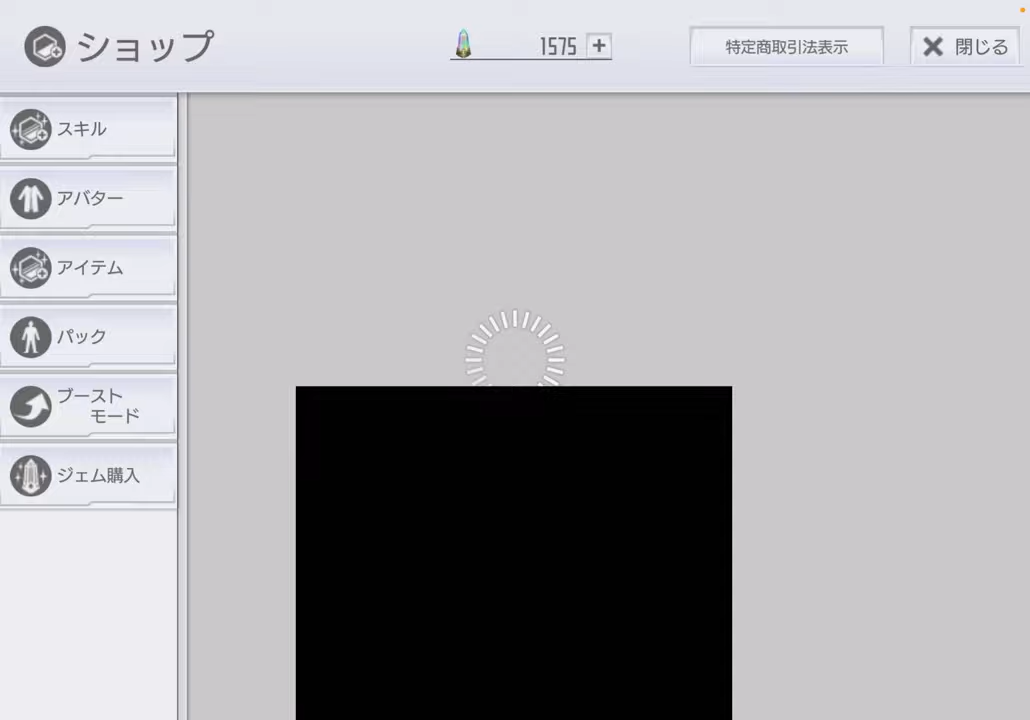 ショップ
1575
特定商取引法表示
閉じる
スキル
アバター
アイテム
パック
ブースト
モード
ジェム購入